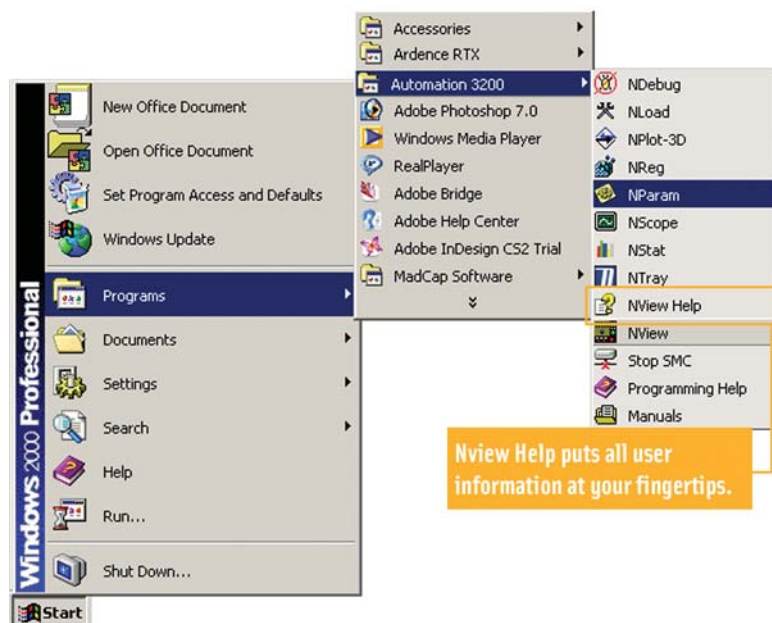 New Office Document
Open Office Document
Set Program Access and Defaults
Windows Update
Programs
Documents
Settings
Search
Help
Run...
Shut Down...
Windows 2000 Professional
Start
Accessories
Ardence RTX
Automation 3200
Adobe Photoshop 7.0
Windows Media Player
RealPlayer
Adobe Bridge
Adobe Help Center
Adobe InDesign CS2 Trial
MadCap Software
NDebug
NLoad
NPlot-3D
NReg
NParam
NScope
NStat
NTray
NView Help
NView
Stop SMC
Programming Help
Manuals
Nview Help puts all user
information at your fingertips.